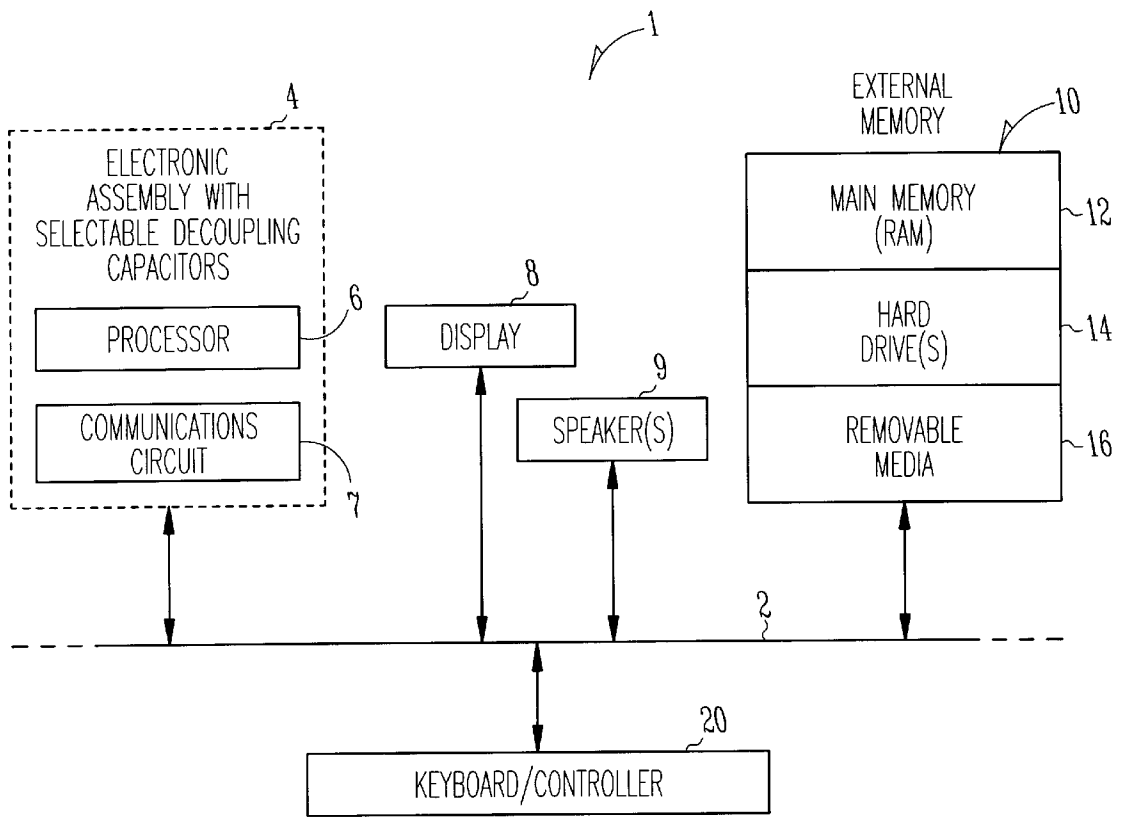 1
4
ELECTRONIC
ASSEMBLY WITH
SELECTABLE DECOUPLING
CAPACITORS
6
PROCESSOR
COMMUNICATIONS
CIRCUIT
7
8
DISPLAY
9
SPEAKER(S)
EXTERNAL
MEMORY
10
MAIN MEMORY
(RAM)
12
HARD
DRIVE(S)
14
REMOVABLE
MEDIA
16
2
20
KEYBOARD/CONTROLLER